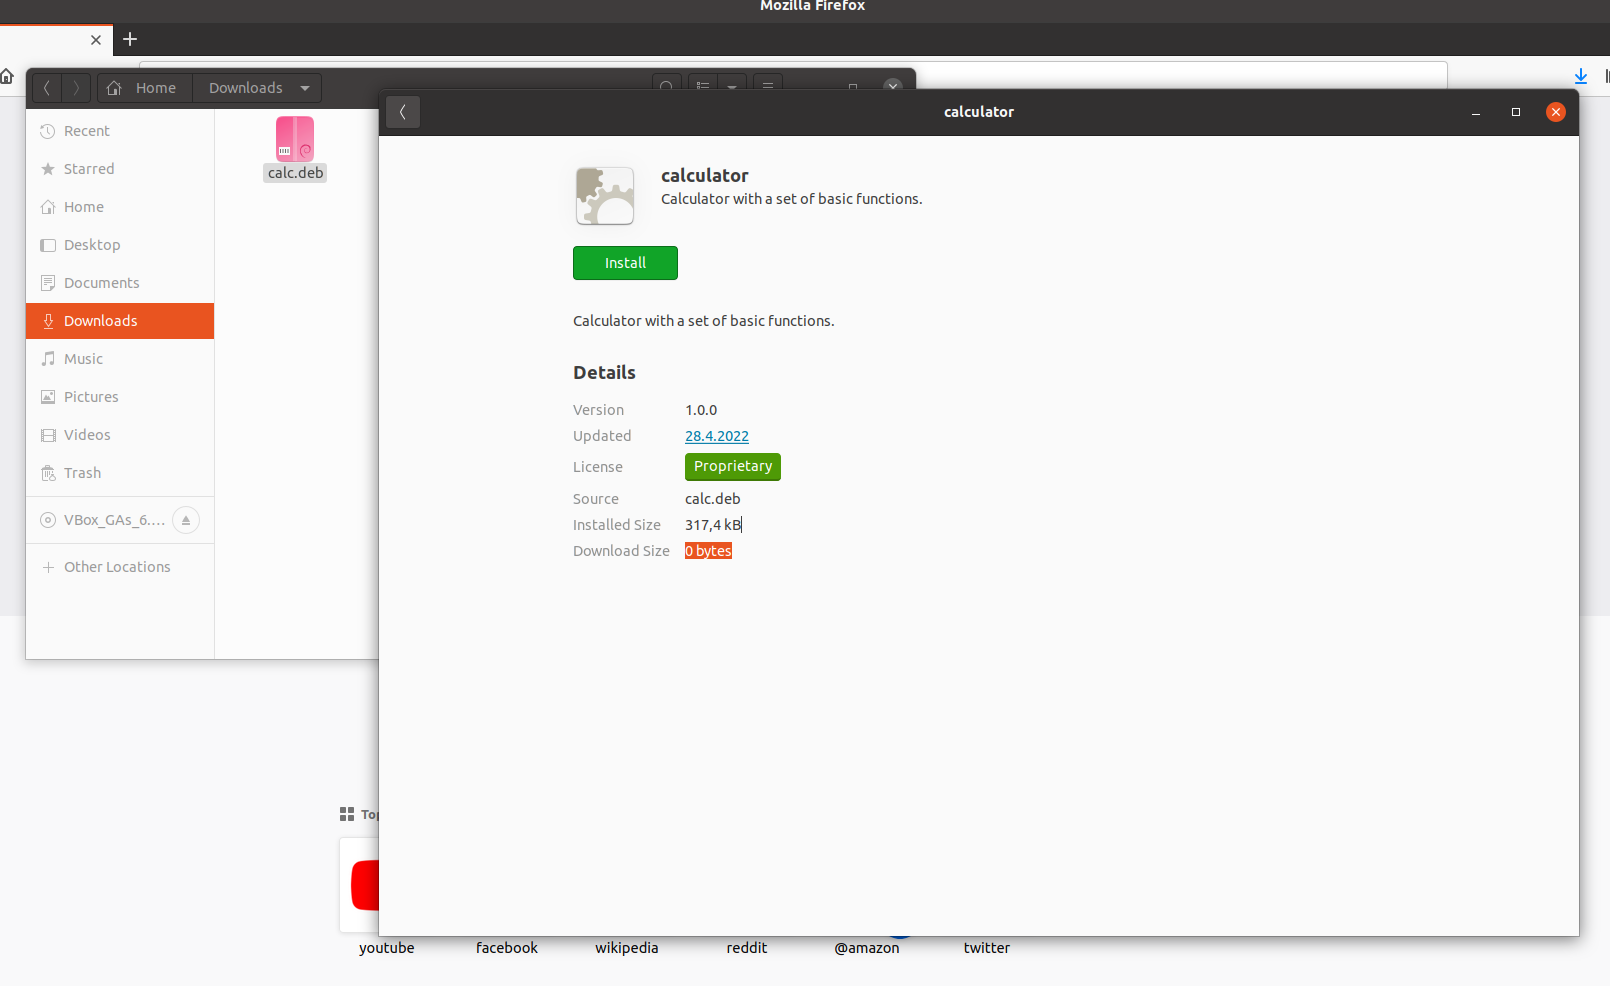 Mozilla Firefox
Home
Downloads
calculator
Recent
Starred
Home
Desktop
Documents
Downloads
Music
Pictures
Videos
Trash
VBox_GAs_6....
Other Locations
calc.deb
calculator
Calculator with a set of basic functions.
Install
Calculator with a set of basic functions.
Details
Version 1.0.0
Updated 28.4.2022
License Proprietary
Source calc.deb
Installed Size 317,4 kB
Download Size 0 bytes
youtube facebook wikipedia reddit @amazon twitter